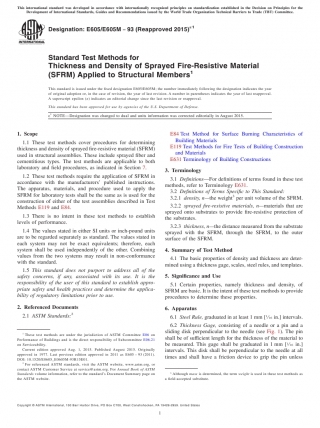 This international standard was developed in accordance with internationally recognized principles on standardization established in the Decision on Principles for the
Development of International Standards, Guides and Recommendations issued by the World Trade Organization Technical Barriers to Trade (TBT) Committee.
Designation: E605/E605M − 93 (Reapproved 2015)ε1
Standard Test Methods for
Thickness and Density of Sprayed Fire-Resistive Material
(SFRM) Applied to Structural Members1
This standard is issued under the fixed designation E605/E605M; the number immediately following the designation indicates the year
of original adoption or, in the case of revision, the year of last revision. A number in parentheses indicates the year of last reapproval.
A superscript epsilon (ε) indicates an editorial change since the last revision or reapproval.
This standard has been approved for use by agencies of the U.S. Department of Defense.
ε1 NOTE—Designation was changed to dual and units information was corrected editorially in August 2015.
1. Scope
1.1 These test methods cover procedures for determining
thickness and density of sprayed fire-resistive material (SFRM)
used in structural assemblies. These include sprayed fiber and
cementitious types. The test methods are applicable to both
laboratory and field procedures, as indicated in Section 7.
1.2 These test methods require the application of SFRM in
accordance with the manufacturers' published instructions.
The apparatus, materials, and procedure used to apply the
SFRM for laboratory tests shall be the same as is used for the
construction of either of the test assemblies described in Test
Methods E119 and E84.
1.3 There is no intent in these test methods to establish
levels of performance.
1.4 The values stated in either SI units or inch-pound units
are to be regarded separately as standard. The values stated in
each system may not be exact equivalents; therefore, each
system shall be used independently of the other. Combining
values from the two systems may result in non-conformance
with the standard.
1.5 This standard does not purport to address all of the
safety concerns, if any, associated with its use. It is the
responsibility of the user of this standard to establish appro-
priate safety and health practices and determine the applica-
bility of regulatory limitations prior to use.
2. Referenced Documents
2.1 ASTM Standards:2
1 These test methods are under the jurisdiction of ASTM Committee E06 on
Performance of Buildings and is the direct responsibility of Subcommittee E06.21
on Serviceability.
Current edition approved Aug. 1, 2015. Published August 2015. Originally
approved in 1977. Last previous edition approved in 2011 as E605 – 93 (2011).
2 For referenced ASTM standards, visit the ASTM website, www.astm.org, or
contact ASTM Customer Service at service@astm.org. For Annual Book of ASTM
Standards volume information, refer to the standard's Document Summary page on
the ASTM website.
E84 Test Method for Surface Burning Characteristics of
Building Materials
E119 Test Methods for Fire Tests of Building Construction
and Materials
E631 Terminology of Building Constructions
3. Terminology
3.1 Definitions—For definitions of terms found in these test
methods, refer to Terminology E631.
3.2 Definitions of Terms Specific to This Standard:
3.2.1 density, n—the weight3 per unit volume of the SFRM.
3.2.2 sprayed fire-resistive materials, n—materials that are
sprayed onto substrates to provide fire-resistive protection of
the substrates.
3.2.3 thickness, n—the distance measured from the substrate
sprayed with the SFRM, through the SFRM, to the outer
surface of the SFRM.
4. Summary of Test Method
4.1 The basic properties of density and thickness are deter-
mined using a thickness gage, scales, steel rules, and templates.
5. Significance and Use
5.1 Certain properties, namely thickness and density, of
SFRM are basic. It is the intent of these test methods to provide
procedures to determine these properties.
6. Apparatus
6.1 Steel Rule, graduated in at least 1 mm [1⁄16 in.] intervals.
6.2 Thickness Gage, consisting of a needle or a pin and a
sliding disk perpendicular to the needle (see Fig. 1). The pin
shall be of sufficient length for the thickness of the material to
be measured. This gage shall be graduated in 1 mm [1⁄16 in.]
intervals. This disk shall be perpendicular to the needle at all
times and shall have a friction device to grip the pin unless
3 Although mass is determined, the term weight is used in these test methods as
a field-accepted substitute.
Copyright © ASTM International, 100 Barr Harbor Drive, PO Box C700, West Conshohocken, PA 19428-2959. United States
1